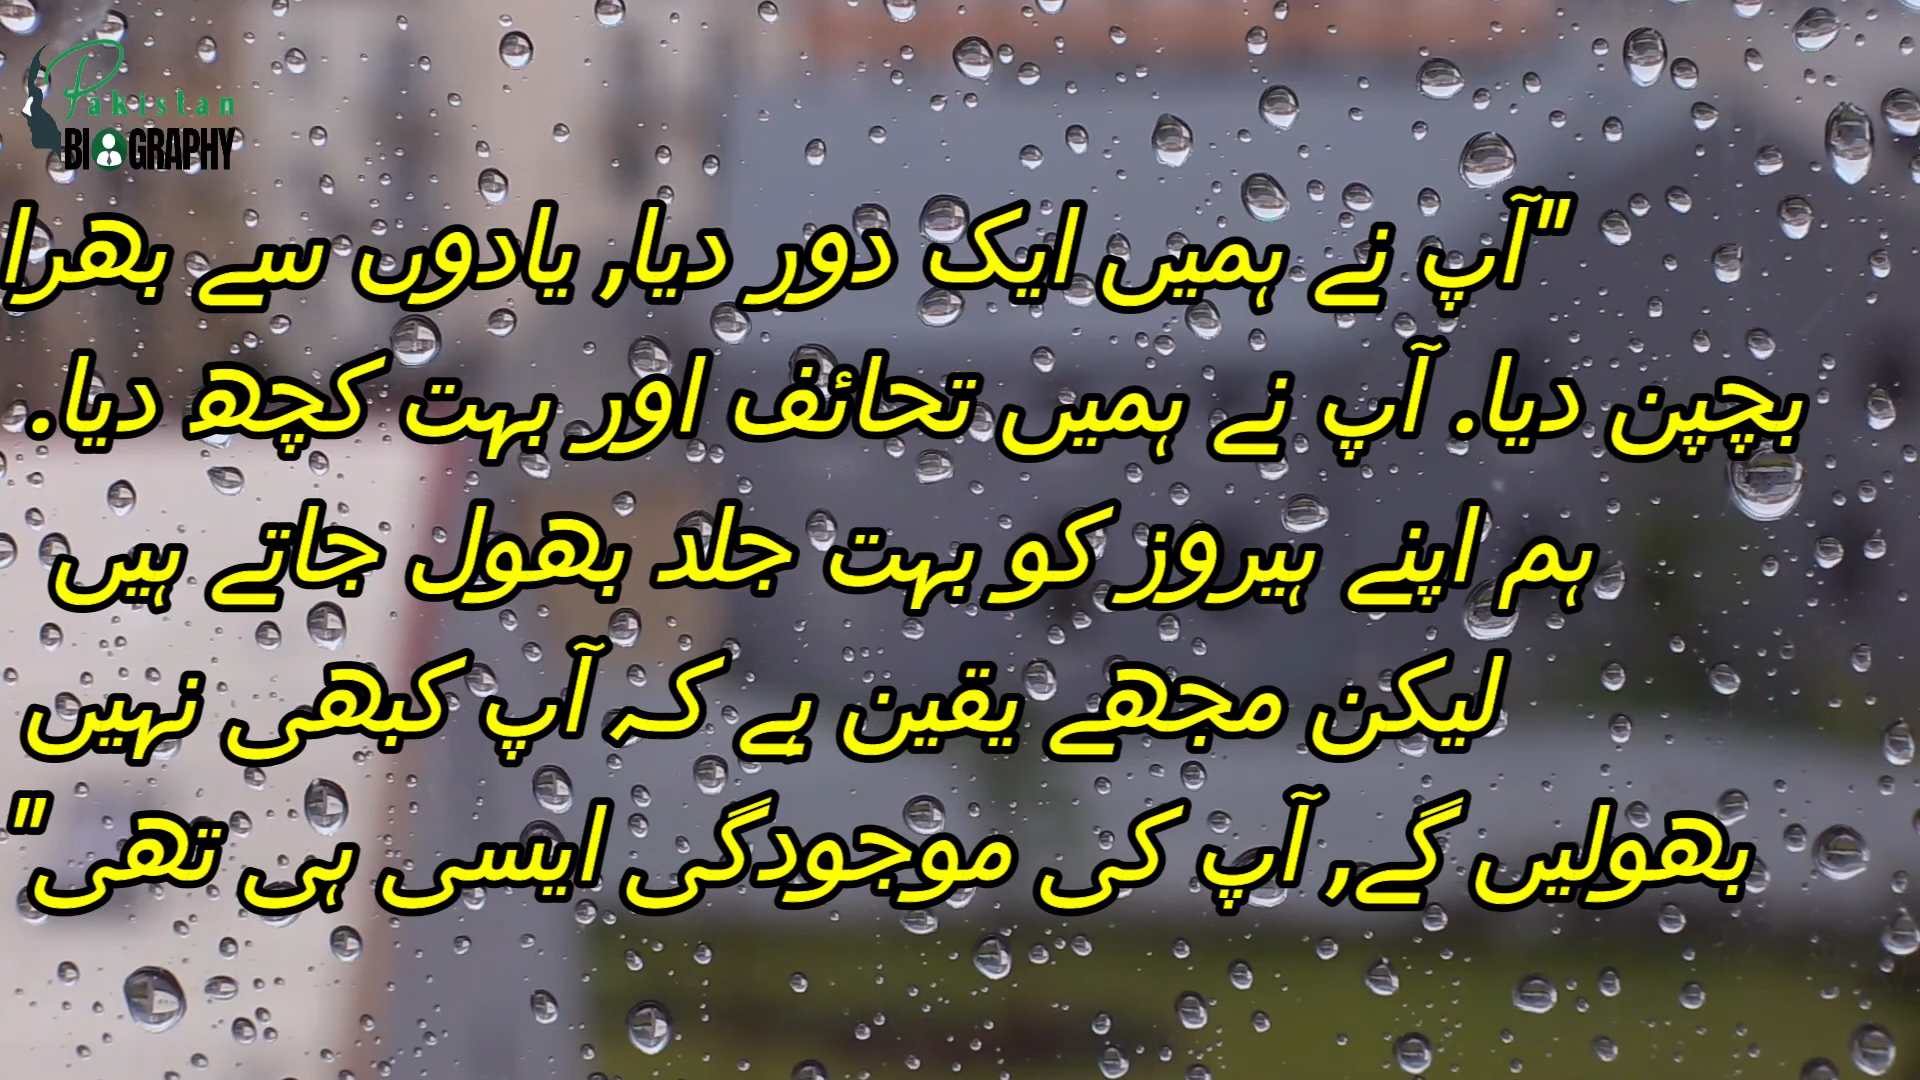 Pakistan
BIOGRAPHY
"آپ نے ہمیں ایک دور دیا, یادوں سے بھرا
بچپن دیا. آپ نے ہمیں تحائف اور بہت کچھ دیا.
ہم اپنے ہیروز کو بہت جلد بھول جاتے ہیں
لیکن مجھے یقین ہے کہ آپ کبھی نہیں
بھولیں گے, آپ کی موجودگی ایسی ہی تھی"